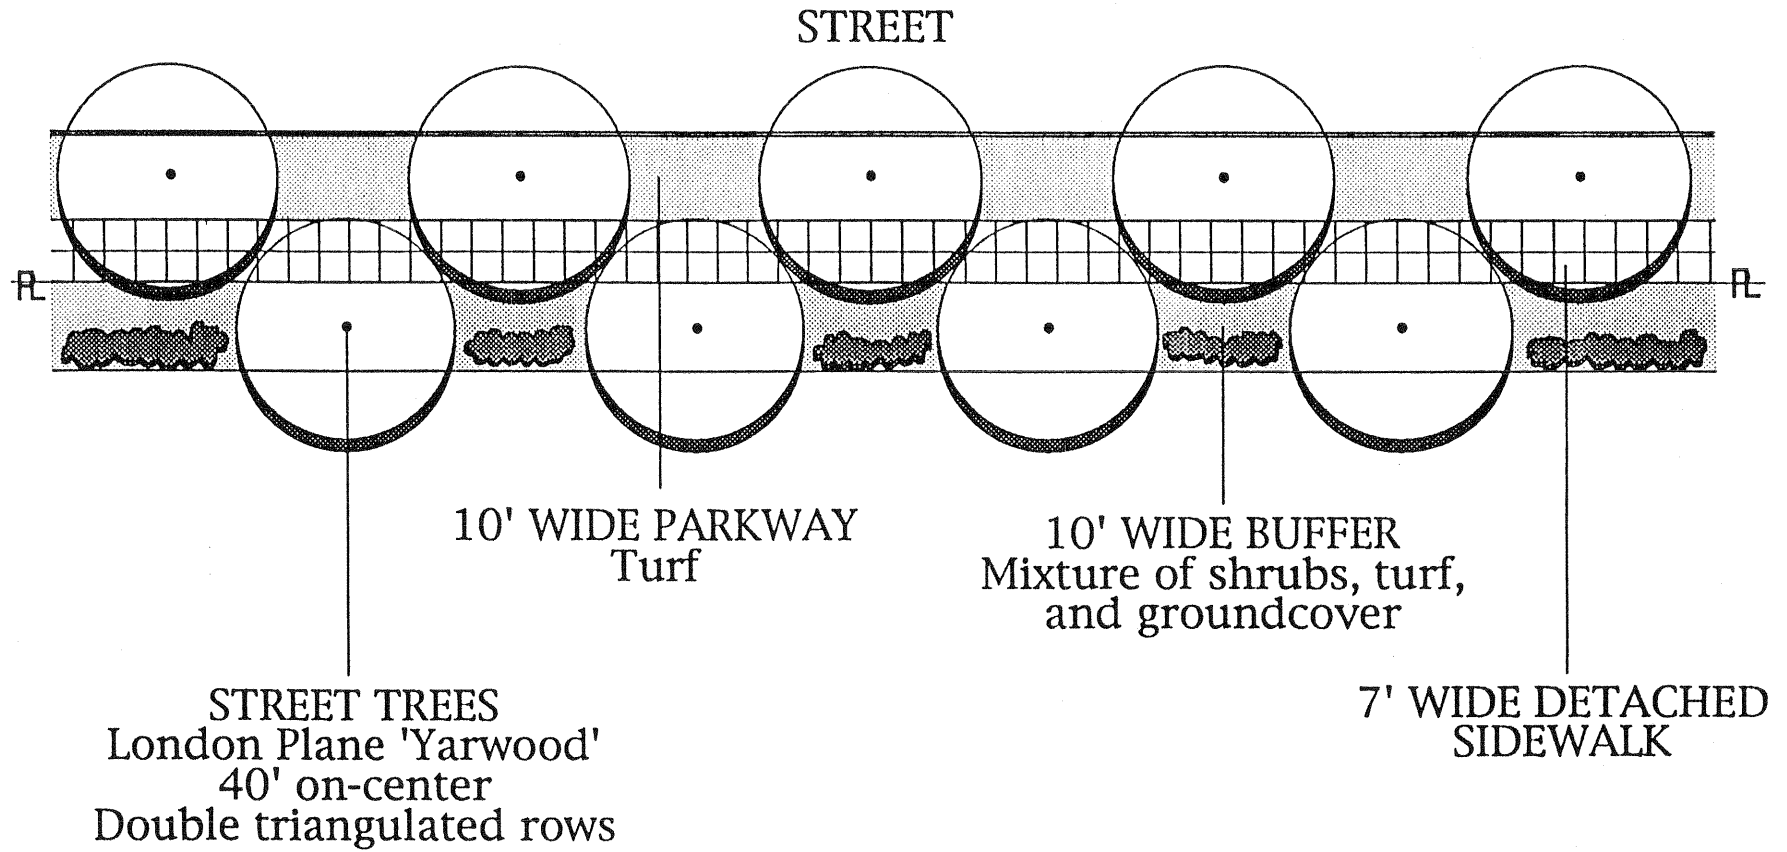 STREET
PL
PL
10' WIDE PARKWAY
Turf
10' WIDE BUFFER
Mixture of shrubs, turf,
and groundcover
STREET TREES
London Plane 'Yarwood'
40' on-center
Double triangulated rows
7' WIDE DETACHED
SIDEWALK